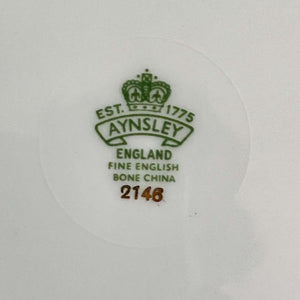 EST. 1775
AYNSLEY
ENGLAND
FINE ENGLISH
BONE CHINA
2146